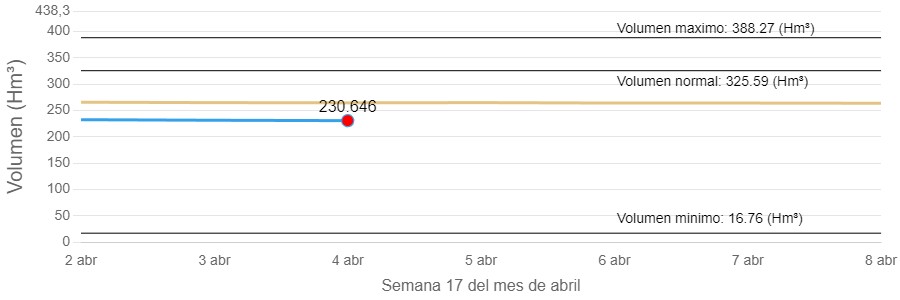 438,3
Volumen maximo: 388.27 (Hm³)
400
350
Volumen normal: 325.59 (Hm³)
300
230.646
250
200
150
100
50
Volumen minimo: 16.76 (Hm³)
0
Volumen (Hm³)
2 abr
3 abr
4 abr
5 abr
6 abr
7 abr
8 abr
Semana 17 del mes de abril